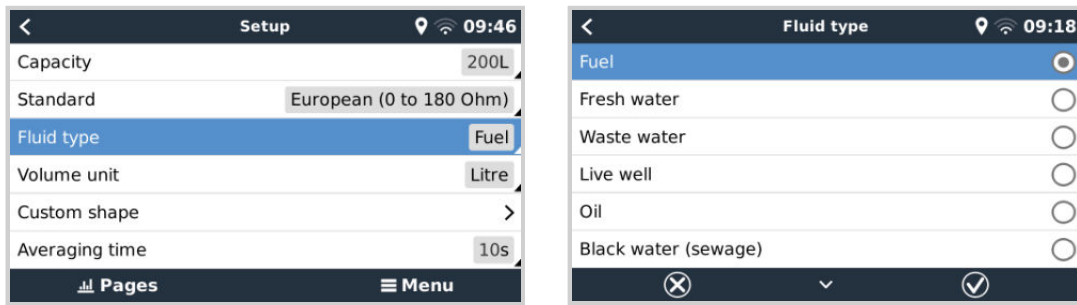 Setup 09:46
Capacity 200L
Standard European (0 to 180 Ohm)
Fluid type Fuel
Volume unit Litre
Custom shape
Averaging time 10s
Pages Menu
Fluid type 09:18
Fuel
Fresh water
Waste water
Live well
Oil
Black water (sewage)